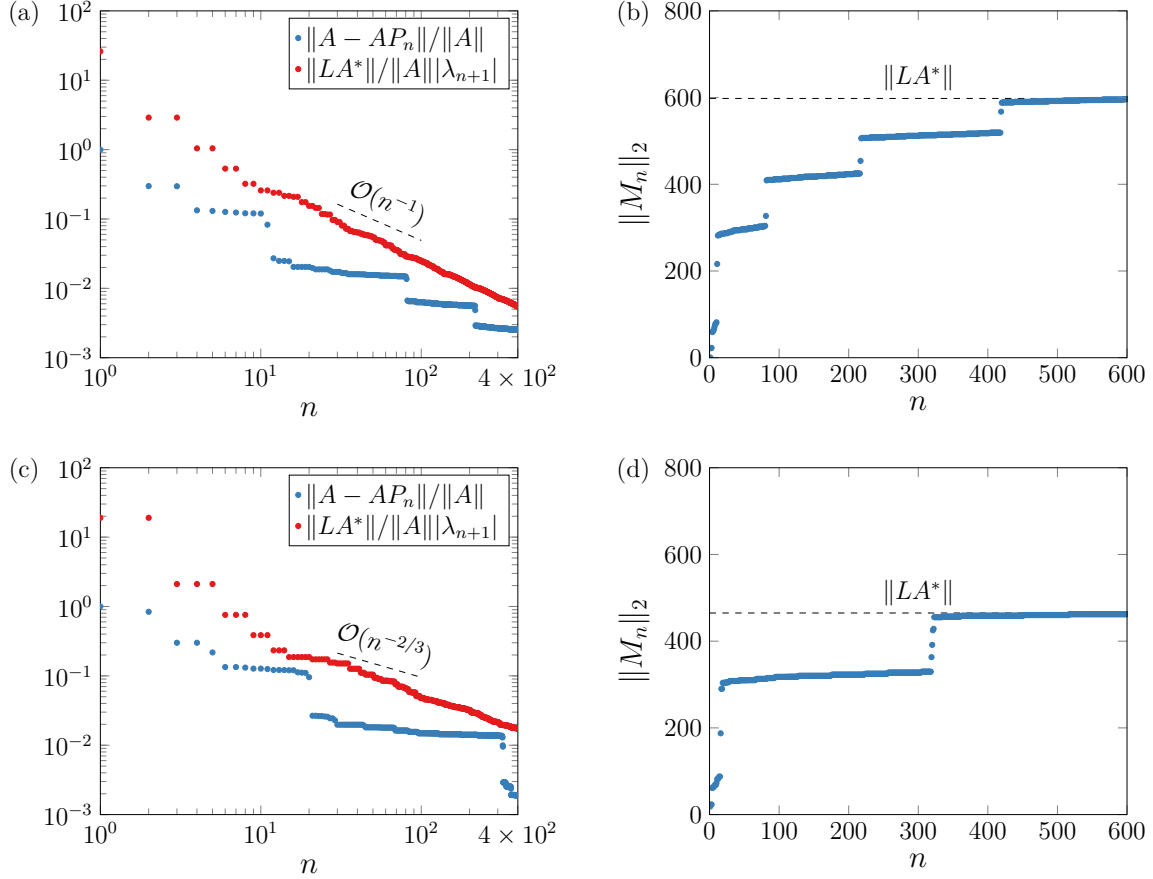 (a)
10^2
10^1
10^0
10^{-1}
10^{-2}
10^{-3}
10^0
10^1
10^2
4 × 10^2
n
‖A − AP_n‖/‖A‖
‖LA*‖/‖A‖|λ_{n+1}|
𝒪(n^{-1})
(b)
800
600
400
200
0
0
100
200
300
400
500
600
n
‖M_n‖_2
‖LA*‖
(c)
10^2
10^1
10^0
10^{-1}
10^{-2}
10^{-3}
10^0
10^1
10^2
4 × 10^2
n
‖A − AP_n‖/‖A‖
‖LA*‖/‖A‖|λ_{n+1}|
𝒪(n^{-2/3})
(d)
800
600
400
200
0
0
100
200
300
400
500
600
n
‖M_n‖_2
‖LA*‖